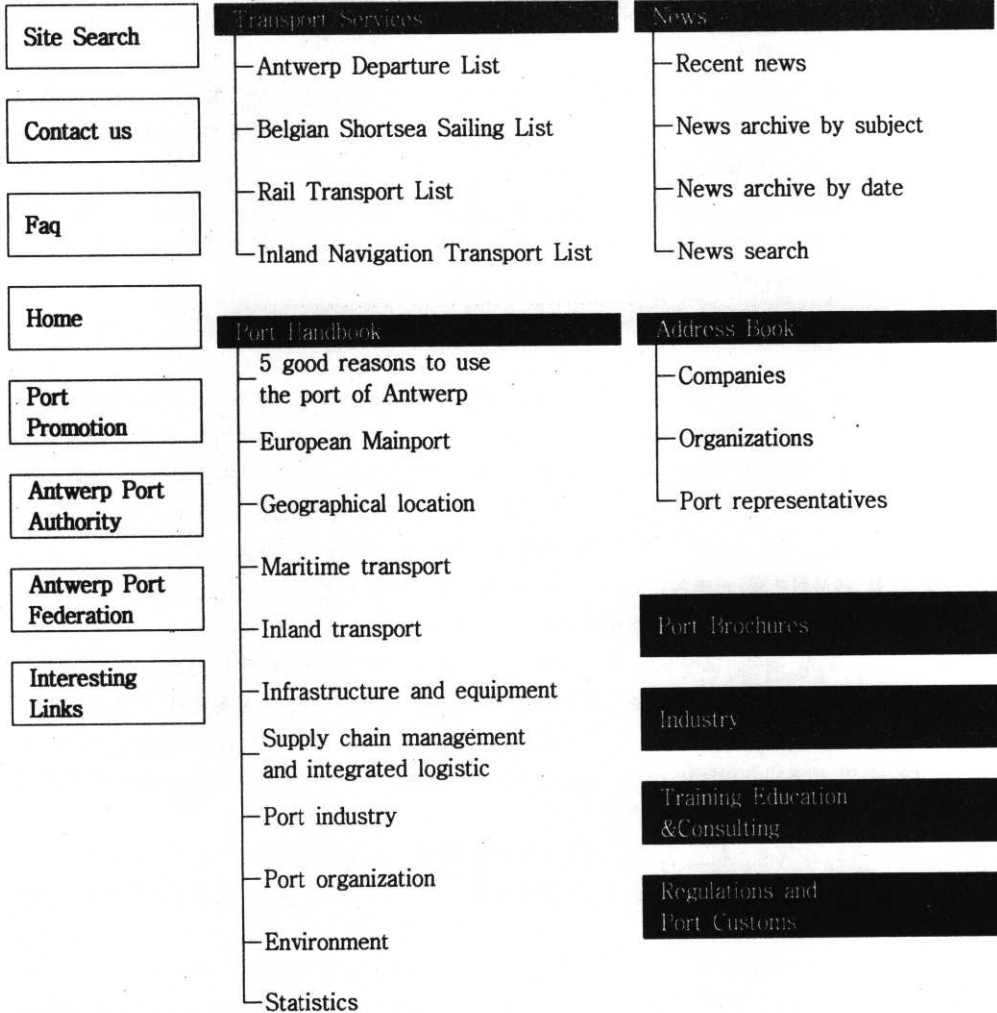 Site Search
Contact us
Faq
Home
Port
Promotion
Antwerp Port
Authority
Antwerp Port
Federation
Interesting
Links
Transport Services
Antwerp Departure List
Belgian Shortsea Sailing List
Rail Transport List
Inland Navigation Transport List
Port Handbook
5 good reasons to use
the port of Antwerp
European Mainport
Geographical location
Maritime transport
Inland transport
Infrastructure and equipment
Supply chain management
and integrated logistic
Port industry
Port organization
Environment
Statistics
News
Recent news
News archive by subject
News archive by date
News search
Address Book
Companies
Organizations
Port representatives
Port Brochures
Industry
Training Education
&Consulting
Regulations and
Port Customs